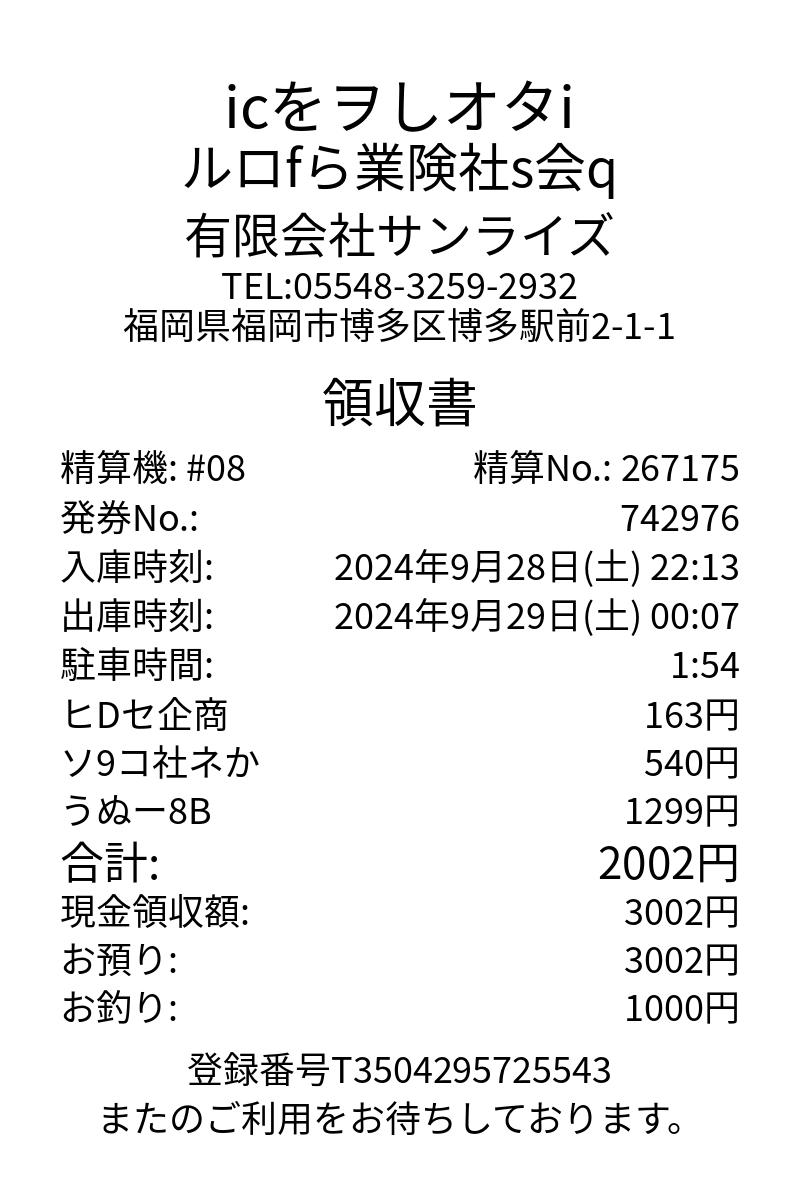 icをヲしオタi
ルロfら業険社s会q
有限会社サンライズ
TEL:05548-3259-2932
福岡県福岡市博多区博多駅前2-1-1
領収書
精算機: #08 精算No.: 267175
発券No.: 742976
入庫時刻: 2024年9月28日(土) 22:13
出庫時刻: 2024年9月29日(土) 00:07
駐車時間: 1:54
ヒDセ企商 163円
ソ9コ社ネか 540円
うぬー8B 1299円
合計: 2002円
現金領収額: 3002円
お預り: 3002円
お釣り: 1000円
登録番号T3504295725543
またのご利用をお待ちしております。